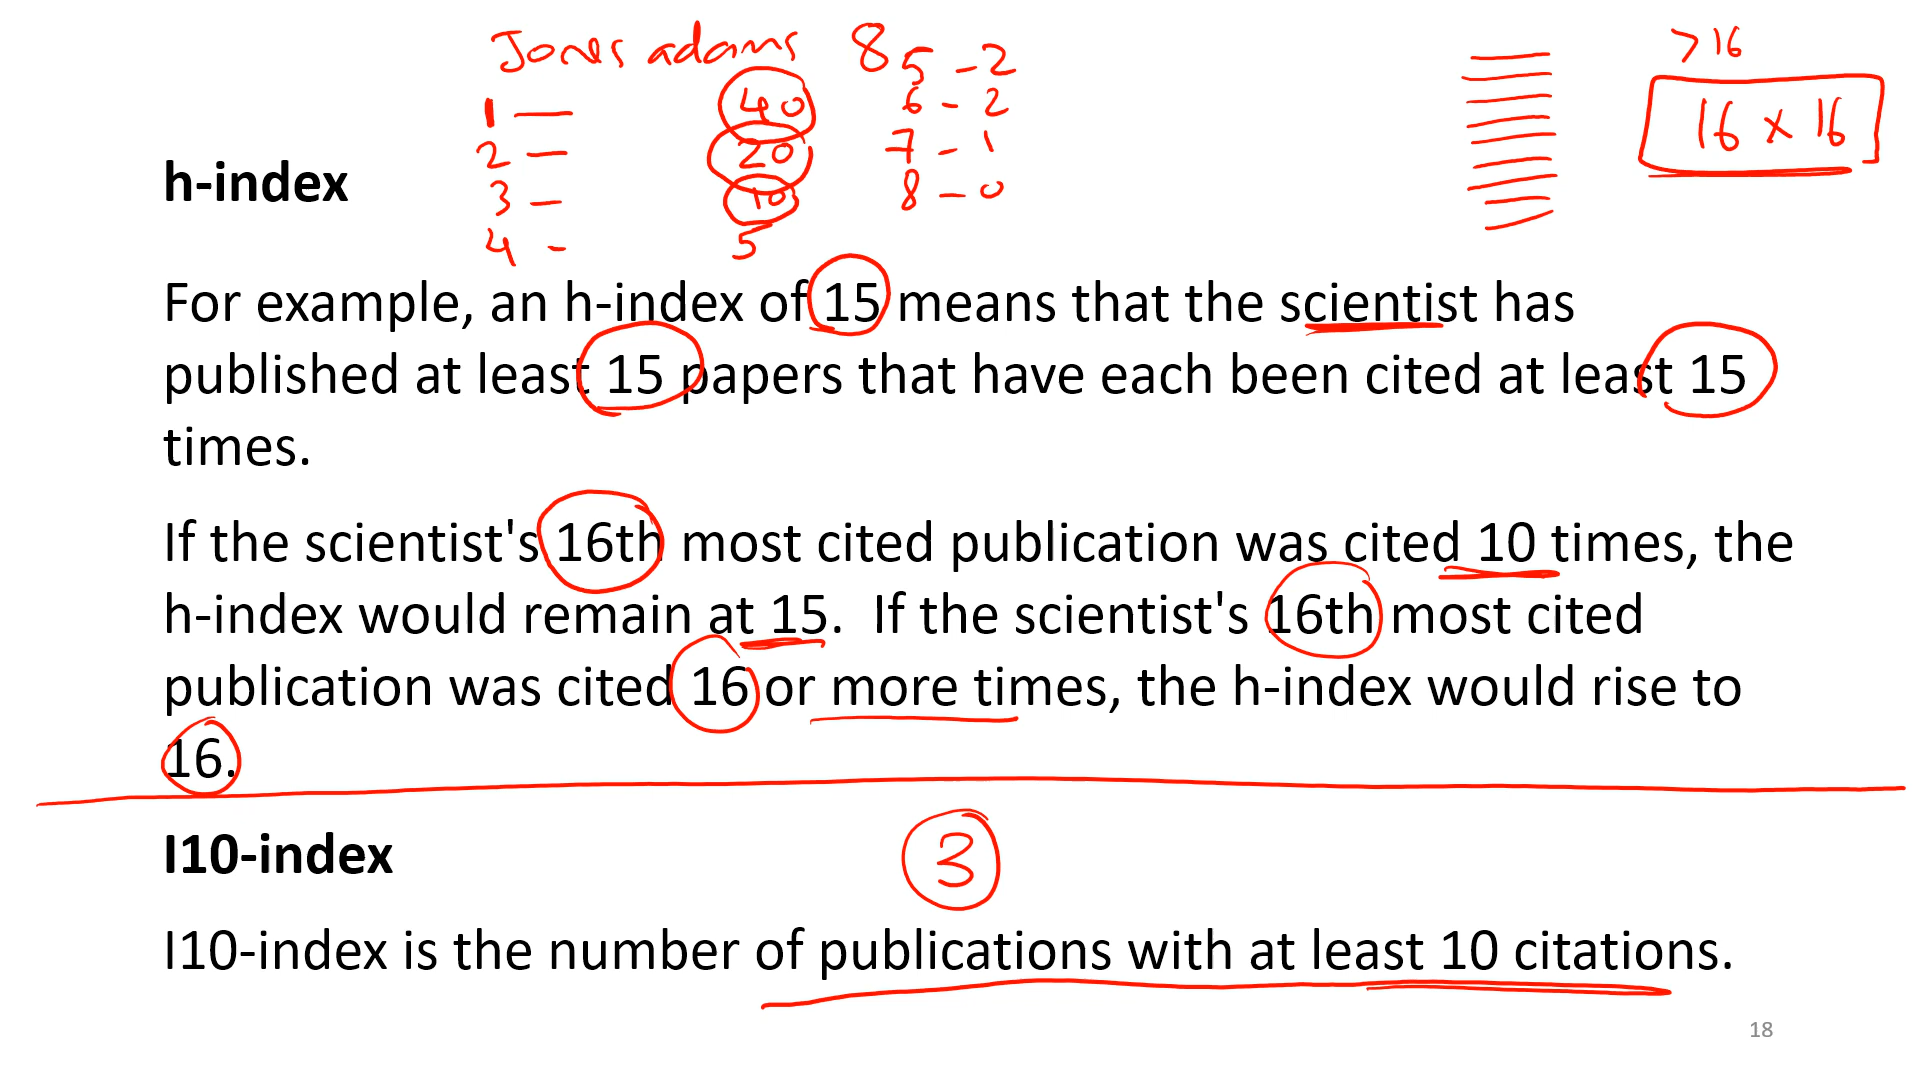 Jones adams 8
1 — 40 5 - 2
2 — 20 6 - 2
3 — 10 7 - 1
4 - 5 8 - 0
> 16
16 x 16
h-index
For example, an h-index of 15 means that the scientist has
published at least 15 papers that have each been cited at least 15
times.
If the scientist's 16th most cited publication was cited 10 times, the
h-index would remain at 15. If the scientist's 16th most cited
publication was cited 16 or more times, the h-index would rise to
16.
3
I10-index
I10-index is the number of publications with at least 10 citations.
18